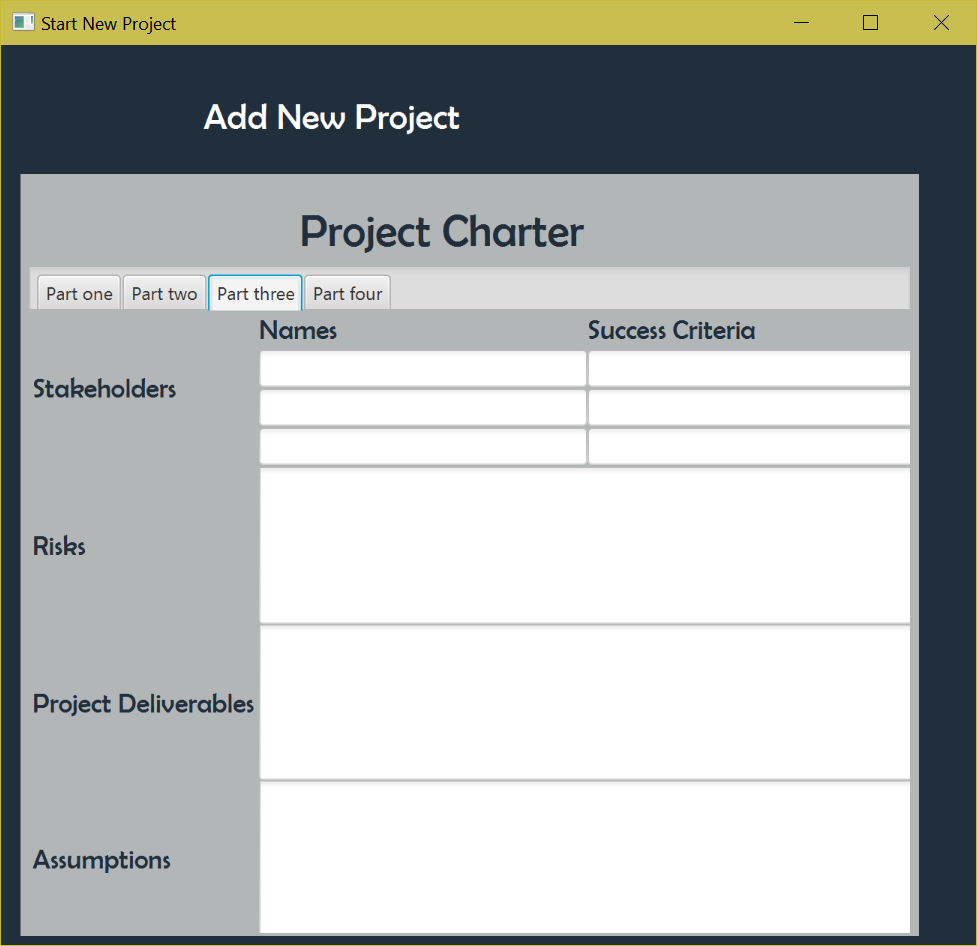 Start New Project
Add New Project
Project Charter
Part one Part two Part three Part four
Names Success Criteria
Stakeholders
Risks
Project Deliverables
Assumptions